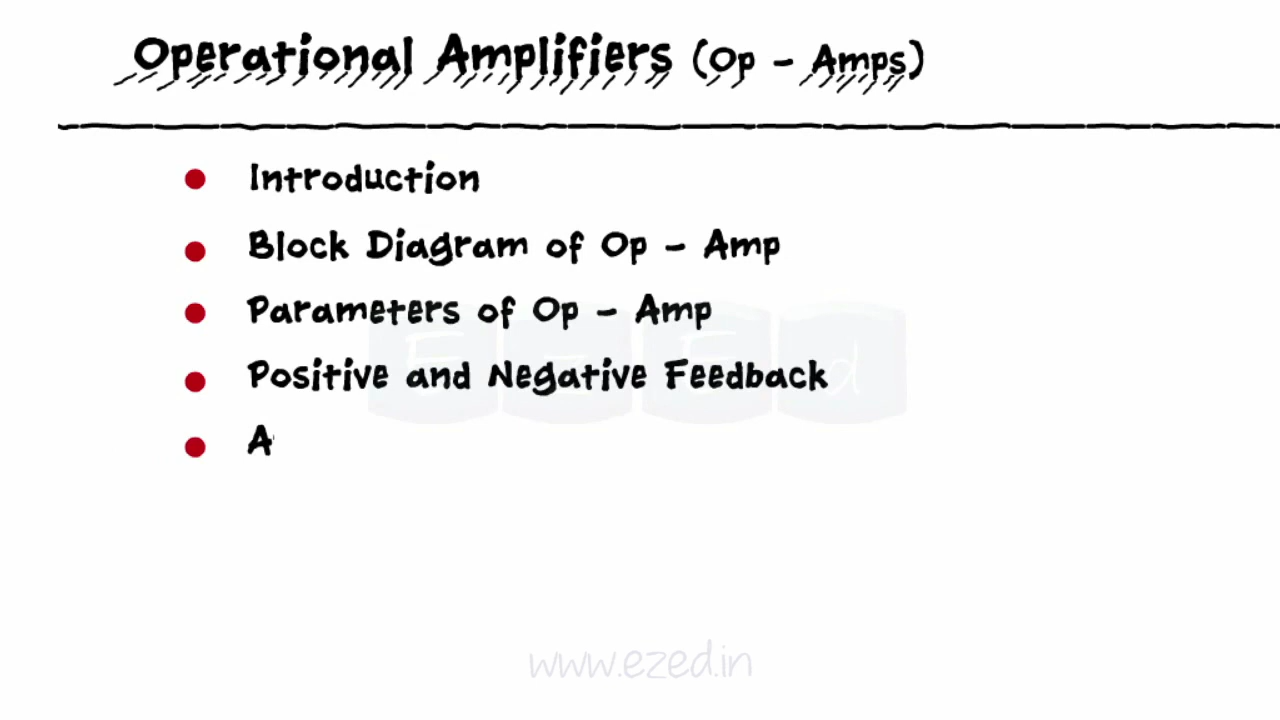 Operational Amplifiers (Op - Amps)
Introduction
Block Diagram of Op - Amp
Parameters of Op - Amp
Positive and Negative Feedback
A
EzEd
www.ezed.in